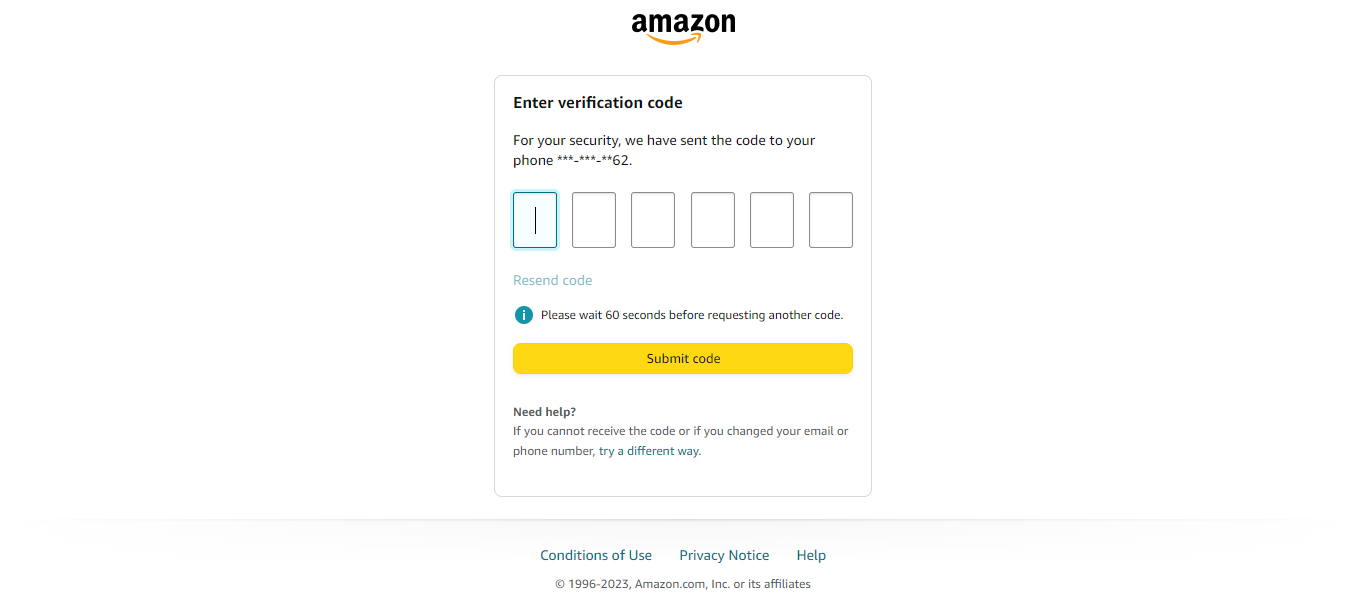 amazon
Enter verification code
For your security, we have sent the code to your
phone ***-***-**62.
Resend code
i Please wait 60 seconds before requesting another code.
Submit code
Need help?
If you cannot receive the code or if you changed your email or
phone number, try a different way.
Conditions of Use Privacy Notice Help
© 1996-2023, Amazon.com, Inc. or its affiliates